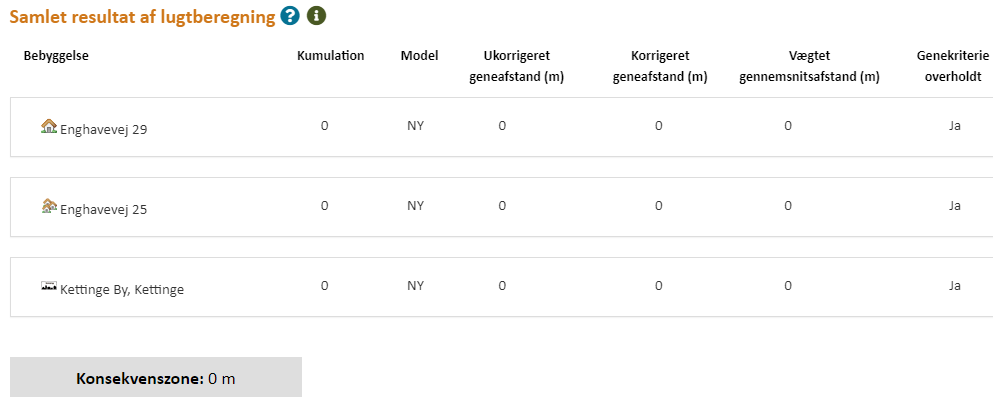 Samlet resultat af lugtberegning
Bebyggelse Kumulation Model Ukorrigeret geneafstand (m) Korrigeret geneafstand (m) Vægtet gennemsnitsafstand (m) Genekriterie overholdt
Enghavevej 29 0 NY 0 0 0 Ja
Enghavevej 25 0 NY 0 0 0 Ja
Kettinge By, Kettinge 0 NY 0 0 0 Ja
Konsekvenszone: 0 m